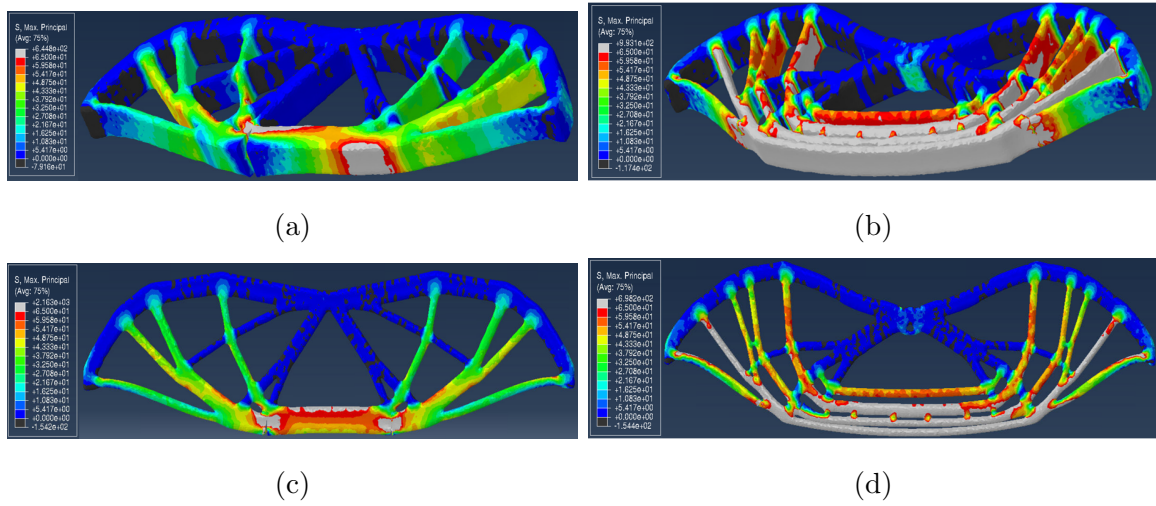 S, Max. Principal
(Avg: 75%)
+6.448e+02
+6.500e+01
+5.958e+01
+5.417e+01
+4.875e+01
+4.333e+01
+3.792e+01
+3.250e+01
+2.708e+01
+2.167e+01
+1.625e+01
+1.083e+01
+5.417e+00
+0.000e+00
-7.916e+01
S, Max. Principal
(Avg: 75%)
+9.931e+02
+6.500e+01
+5.958e+01
+5.417e+01
+4.875e+01
+4.333e+01
+3.792e+01
+3.250e+01
+2.708e+01
+2.167e+01
+1.625e+01
+1.083e+01
+5.417e+00
+0.000e+00
-1.174e+02
(a)
(b)
S, Max. Principal
(Avg: 75%)
+2.163e+03
+6.500e+01
+5.958e+01
+5.417e+01
+4.875e+01
+4.333e+01
+3.792e+01
+3.250e+01
+2.708e+01
+2.167e+01
+1.625e+01
+1.083e+01
+5.417e+00
+0.000e+00
-1.542e+02
S, Max. Principal
(Avg: 75%)
+6.982e+02
+6.500e+01
+5.958e+01
+5.417e+01
+4.875e+01
+4.333e+01
+3.792e+01
+3.250e+01
+2.708e+01
+2.167e+01
+1.625e+01
+1.083e+01
+5.417e+00
+0.000e+00
-1.544e+02
(c)
(d)